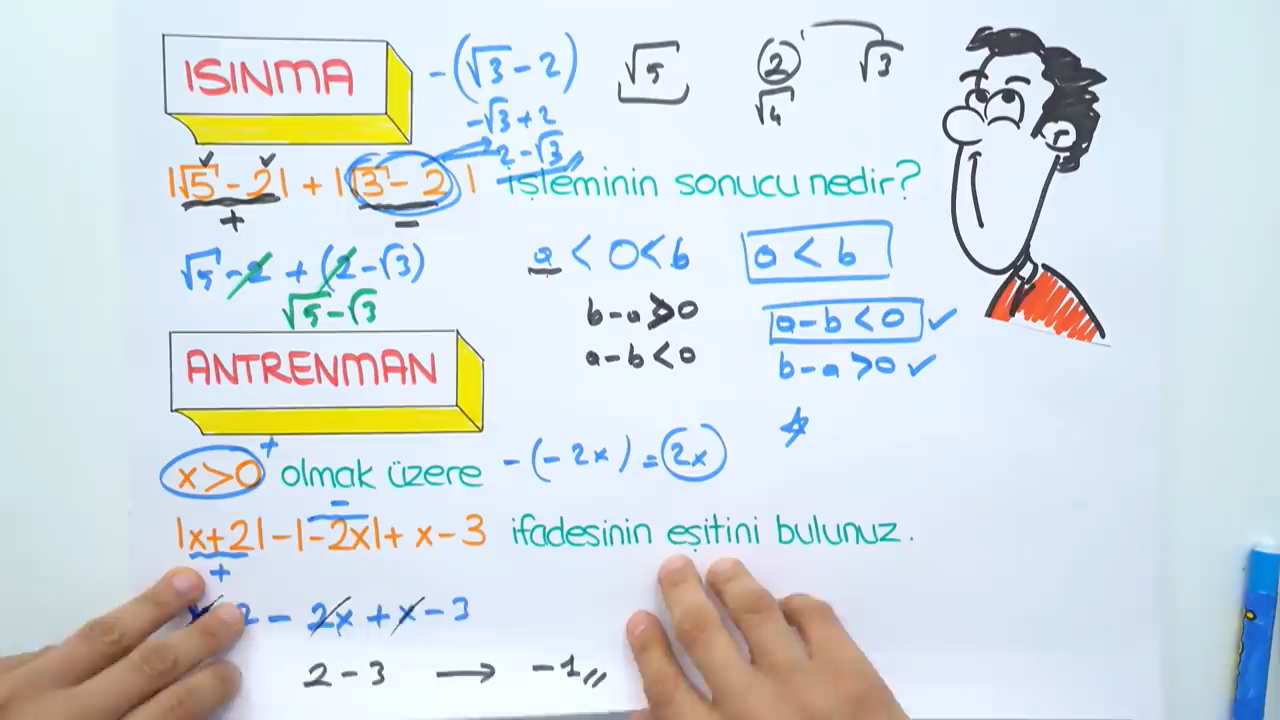 ISINMA
-(√3 - 2)
-√3 + 2
2 - √3
√5
2
√4
√3
|√5 - 2| + |√3 - 2| işleminin sonucu nedir?
+ -
√5 - 2 + (2 - √3)
√5 - √3
a < 0 < b
b - a > 0
a - b < 0
a < b
a - b < 0 ✓
b - a > 0 ✓
ANTRENMAN
x>0 olmak üzere
+
-(-2x) = 2x
|x+2| - |-2x| + x - 3 ifadesinin eşitini bulunuz.
+ -
2 - 2x + x - 3
2 - 3 → -1